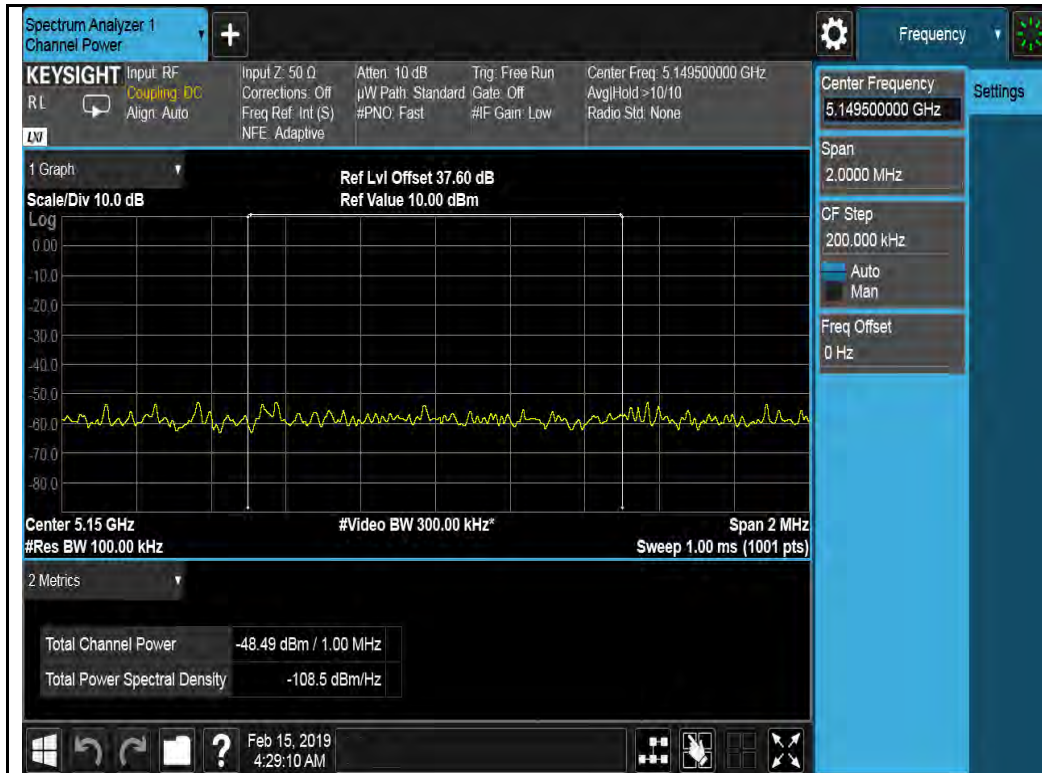 Spectrum Analyzer 1
Channel Power
+
Frequency
KEYSIGHT
RL
LXI
Input: RF
Coupling: DC
Align: Auto
Input Z: 50 Ω
Corrections: Off
Freq Ref: Int (S)
NFE: Adaptive
Atten: 10 dB
µW Path: Standard
#PNO: Fast
Trig: Free Run
Gate: Off
#IF Gain: Low
Center Freq: 5.149500000 GHz
Avg|Hold >10/10
Radio Std: None
Center Frequency
5.149500000 GHz
Settings
Span
2.0000 MHz
CF Step
200.000 kHz
Auto
Man
Freq Offset
0 Hz
1 Graph
Scale/Div 10.0 dB
Ref Lvl Offset 37.60 dB
Ref Value 10.00 dBm
Log
0.00
-10.0
-20.0
-30.0
-40.0
-50.0
-60.0
-70.0
-80.0
Center 5.15 GHz
#Video BW 300.00 kHz*
Span 2 MHz
#Res BW 100.00 kHz
Sweep 1.00 ms (1001 pts)
2 Metrics
Total Channel Power
-48.49 dBm / 1.00 MHz
Total Power Spectral Density
-108.5 dBm/Hz
?
Feb 15, 2019
4:29:10 AM